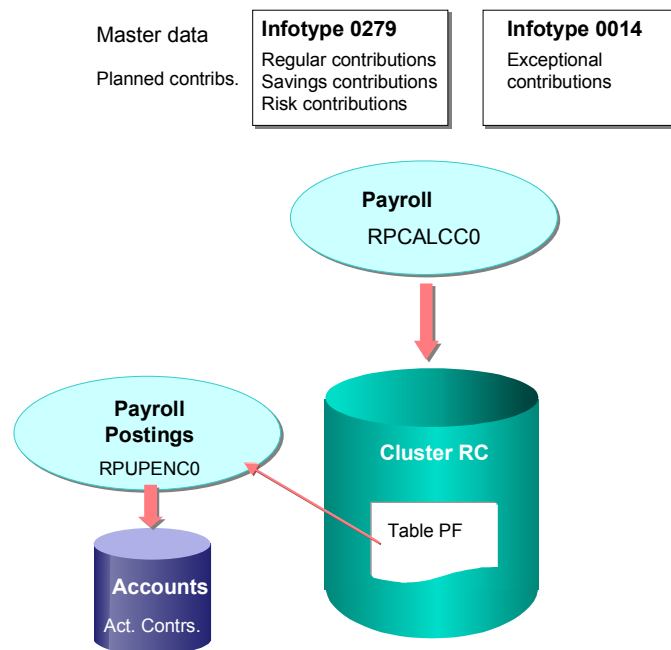 Master data
Planned contribs.
Infotype 0279
Regular contributions
Savings contributions
Risk contributions
Infotype 0014
Exceptional
contributions
Payroll
RPCALCC0
Payroll
Postings
RPUPENC0
Cluster RC
Table PF
Accounts
Act. Contrs.